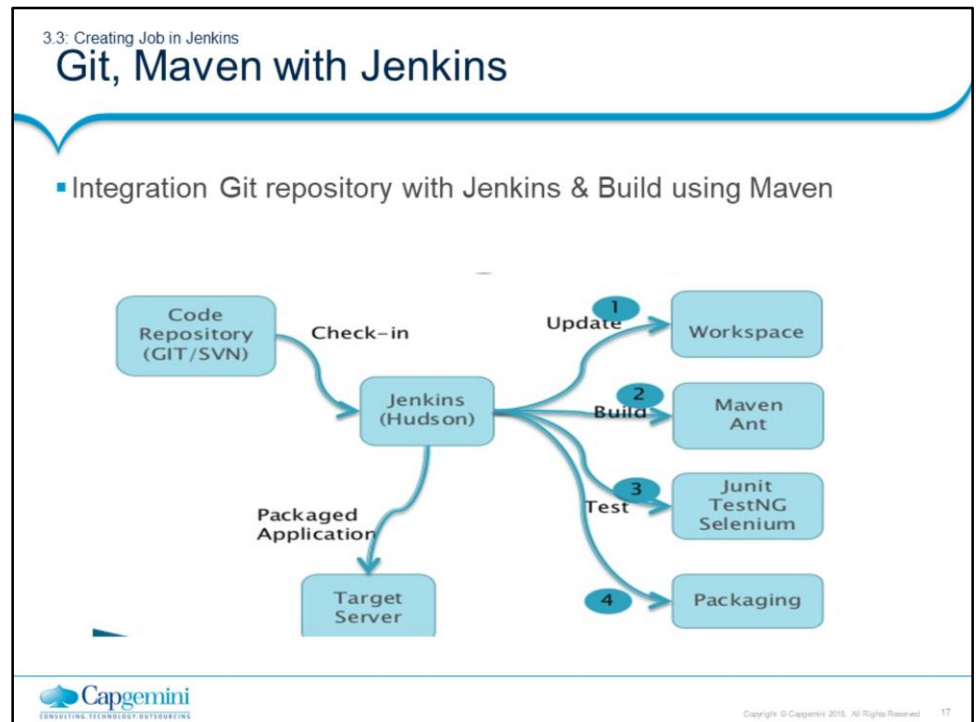 3.3: Creating Job in Jenkins
Git, Maven with Jenkins
Integration Git repository with Jenkins & Build using Maven
Code
Repository
(GIT/SVN)
Check-in
Jenkins
(Hudson)
1
Update
Workspace
2
Build
Maven
Ant
3
Test
Junit
TestNG
Selenium
4
Packaging
Packaged
Application
Target
Server
Capgemini
CONSULTING.TECHNOLOGY.OUTSOURCING
Copyright © Capgemini 2015. All Rights Reserved
17